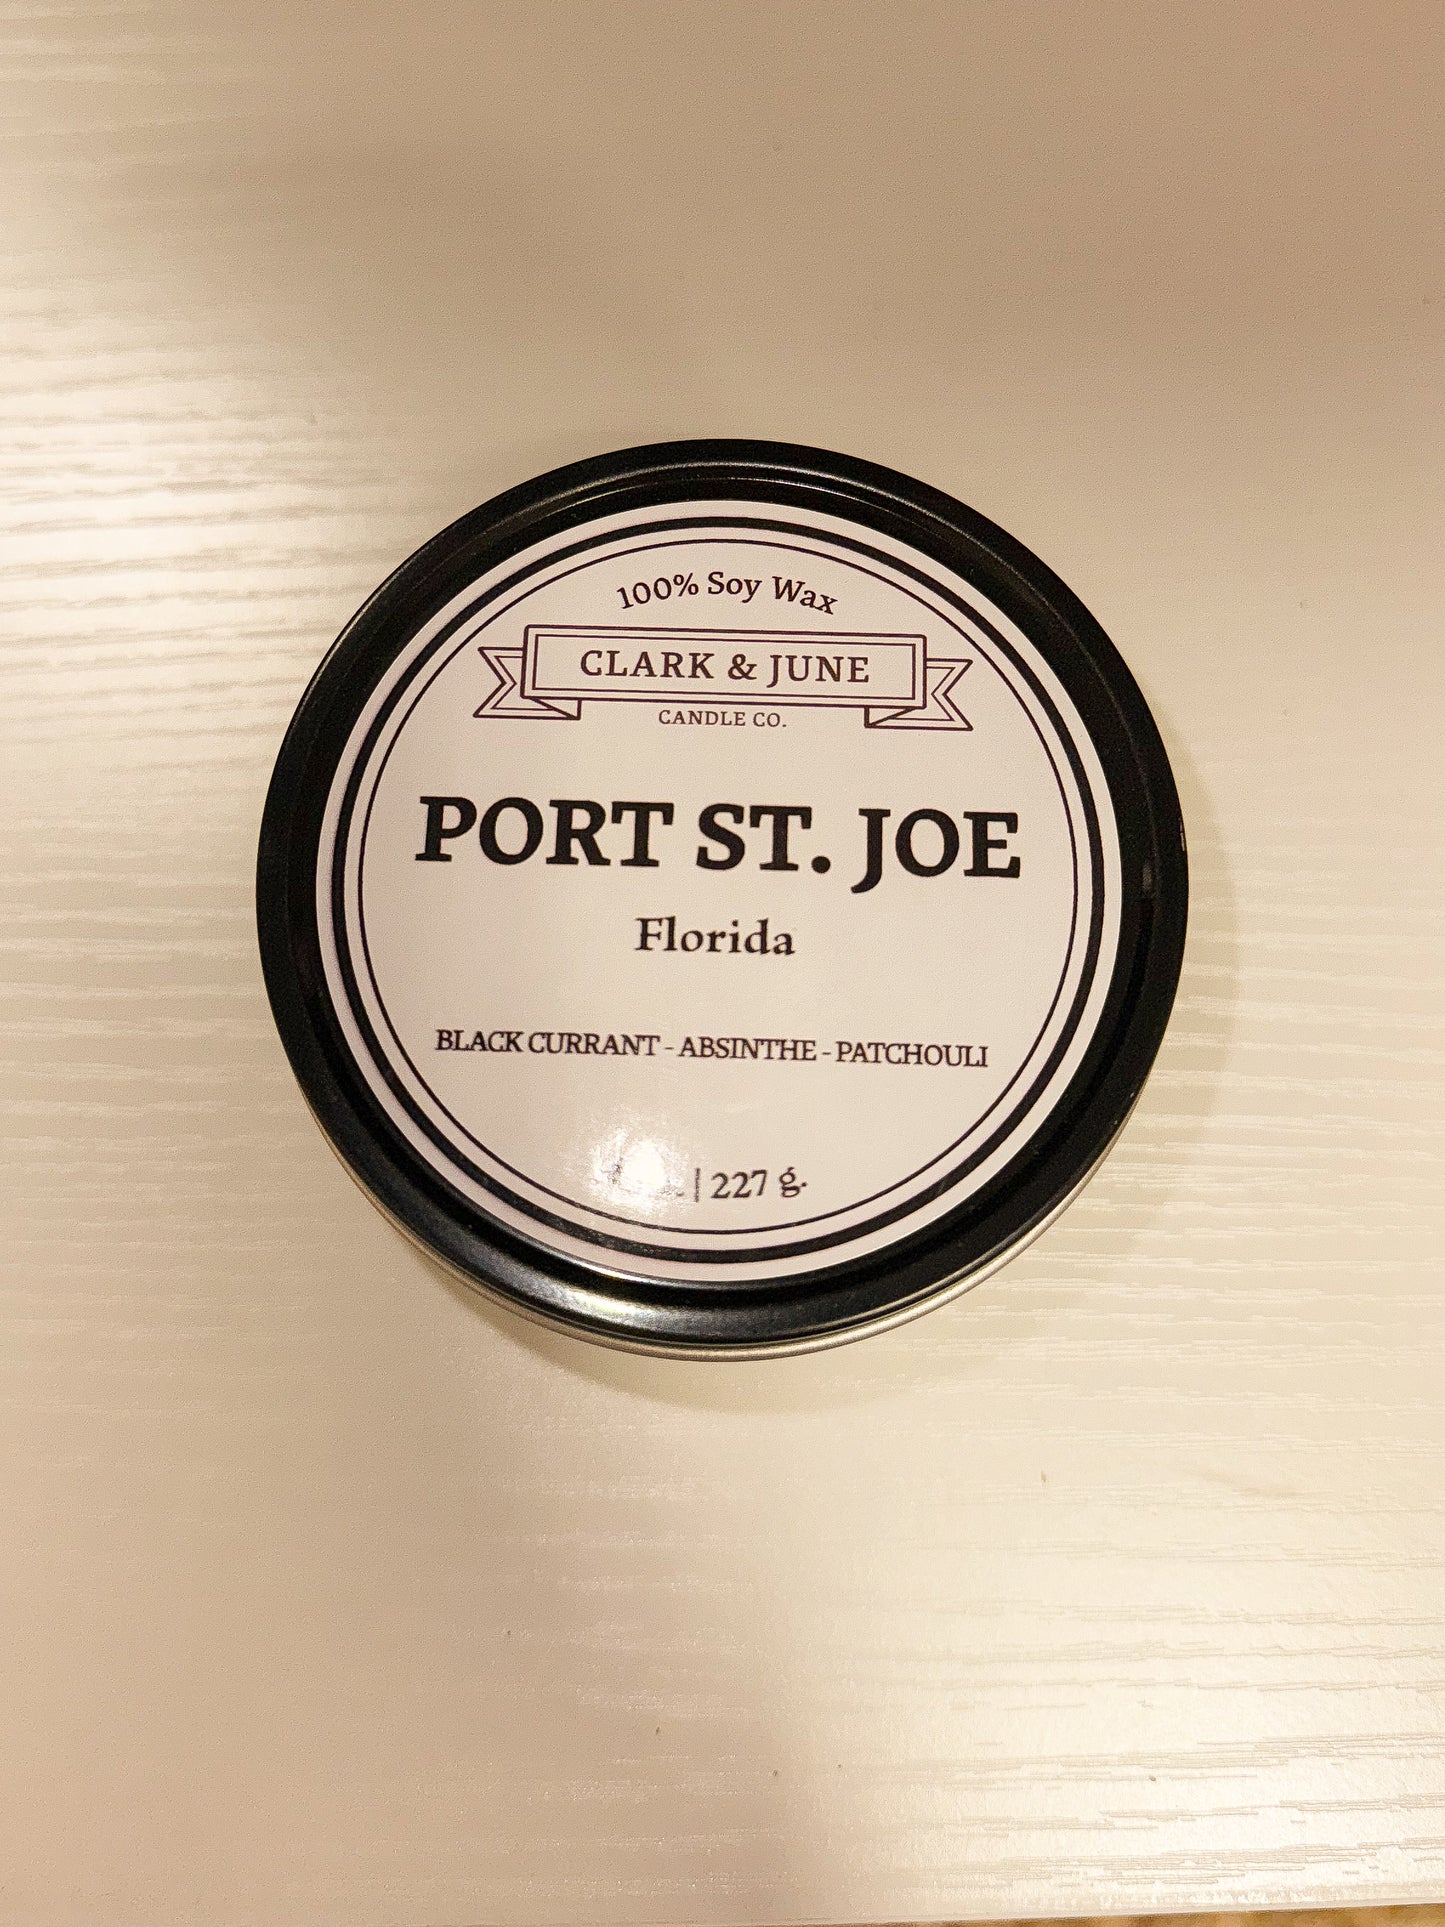 100% Soy Wax
CLARK & JUNE
CANDLE CO.
PORT ST. JOE
Florida
BLACK CURRANT - ABSINTHE - PATCHOULI
| 227 g.